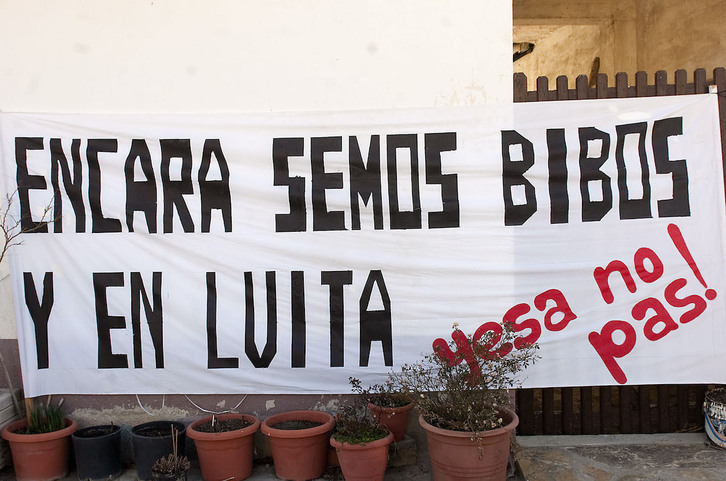 ENCARA SEMOS BIBOS
Y EN LUITA
yesa no
pas!